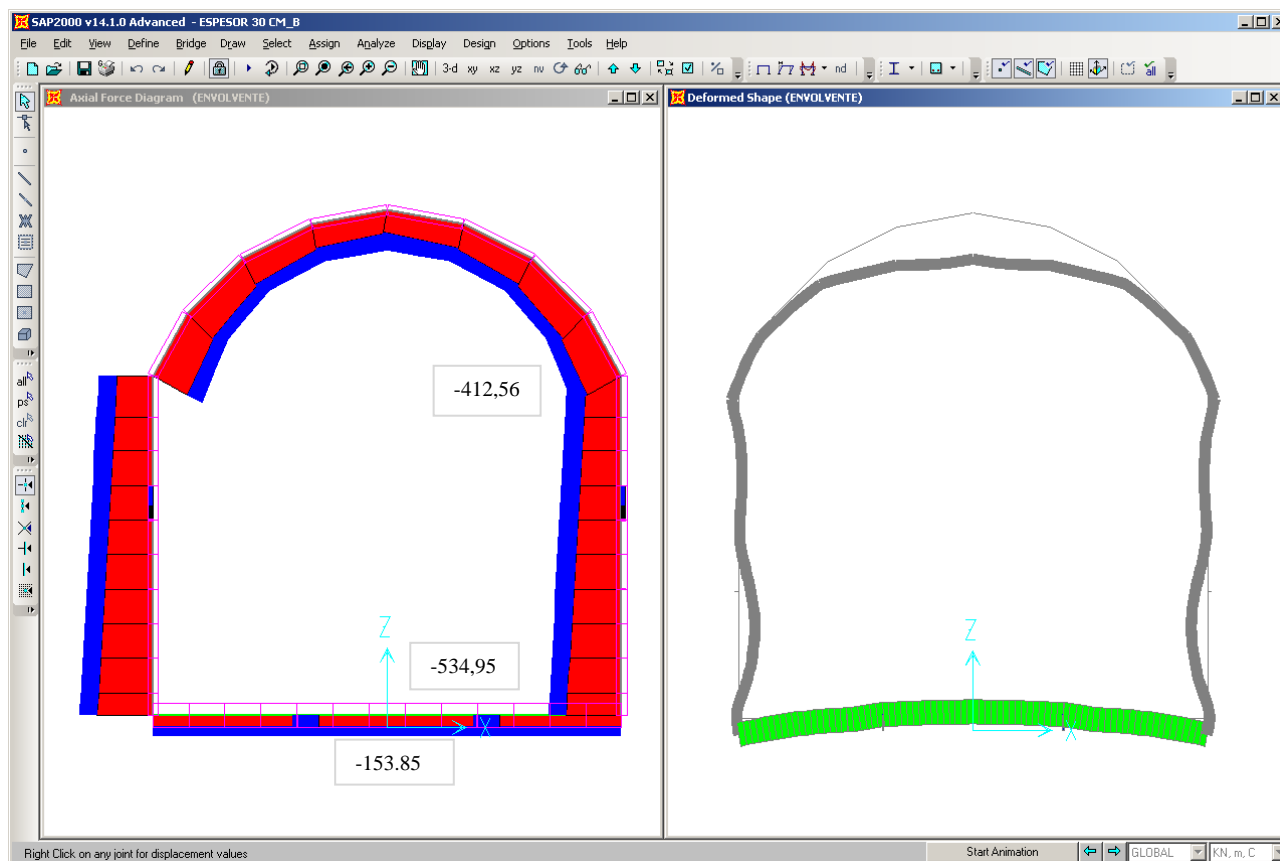 SAP2000 v14.1.0 Advanced - ESPESOR 30 CM_B
File Edit View Define Bridge Draw Select Assign Analyze Display Design Options Tools Help
3-d xy xz yz nv nd all
Axial Force Diagram (ENVOLVENTE)
Deformed Shape (ENVOLVENTE)
all
ps
clr
-412,56
-534,95
-153.85
Z
X
Z
X
Right Click on any joint for displacement values
Start Animation
GLOBAL
KN, m, C